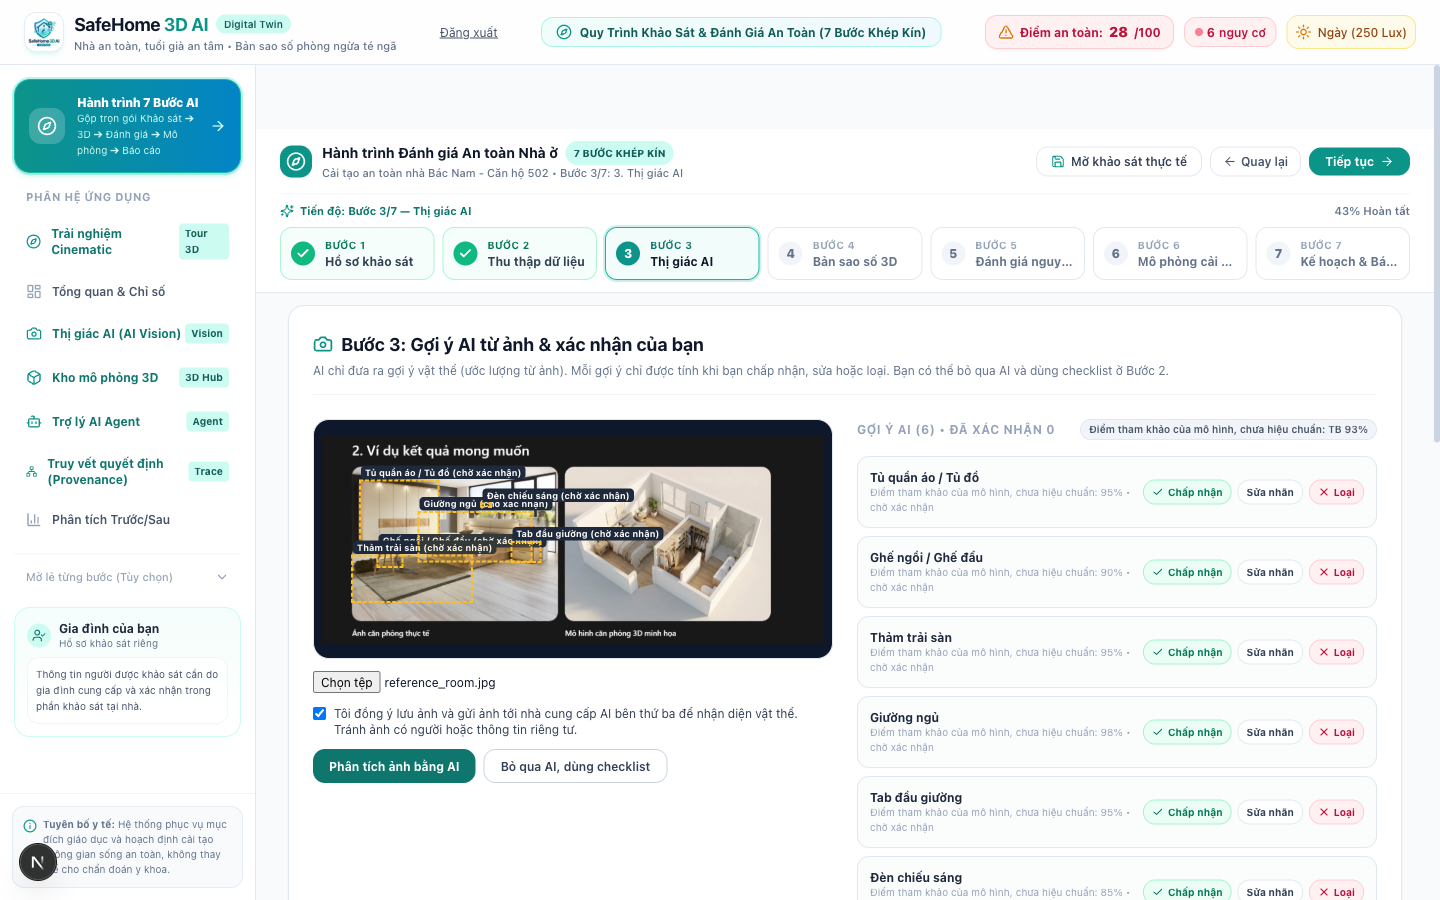 SafeHome 3D AI
Digital Twin
Nhà an toàn, tuổi già an tâm • Bản sao số phòng ngừa té ngã
Đăng xuất
Quy Trình Khảo Sát & Đánh Giá An Toàn (7 Bước Khép Kín)
Điểm an toàn: 28 /100
6 nguy cơ
Ngày (250 Lux)
Hành trình 7 Bước AI
Gộp trọn gói Khảo sát →
3D → Đánh giá → Mô
phỏng → Báo cáo
PHÂN HỆ ỨNG DỤNG
Trải nghiệm
Cinematic
Tour
3D
Tổng quan & Chỉ số
Thị giác AI (AI Vision)
Vision
Kho mô phỏng 3D
3D Hub
Trợ lý AI Agent
Agent
Truy vết quyết định
(Provenance)
Trace
Phân tích Trước/Sau
Mở lẻ từng bước (Tùy chọn)
Gia đình của bạn
Hồ sơ khảo sát riêng
Thông tin người được khảo sát cần do
gia đình cung cấp và xác nhận trong
phần khảo sát tại nhà.
Tuyên bố y tế: Hệ thống phục vụ mục
đích giáo dục và hoạch định cải tạo
gian sống an toàn, không thay
cho chẩn đoán y khoa.
N
Hành trình Đánh giá An toàn Nhà ở
7 BƯỚC KHÉP KÍN
Cải tạo an toàn nhà Bác Nam - Căn hộ 502 • Bước 3/7: 3. Thị giác AI
Mở khảo sát thực tế
← Quay lại
Tiếp tục →
Tiến độ: Bước 3/7 — Thị giác AI
43% Hoàn tất
BƯỚC 1
Hồ sơ khảo sát
BƯỚC 2
Thu thập dữ liệu
3
BƯỚC 3
Thị giác AI
4
BƯỚC 4
Bản sao số 3D
5
BƯỚC 5
Đánh giá nguy...
6
BƯỚC 6
Mô phỏng cải ...
7
BƯỚC 7
Kế hoạch & Bá...
Bước 3: Gợi ý AI từ ảnh & xác nhận của bạn
AI chỉ đưa ra gợi ý vật thể (ước lượng từ ảnh). Mỗi gợi ý chỉ được tính khi bạn chấp nhận, sửa hoặc loại. Bạn có thể bỏ qua AI và dùng checklist ở Bước 2.
2. Ví dụ kết quả mong muốn
Tủ quần áo / Tủ đồ (chờ xác nhận)
Đèn chiếu sáng (chờ xác nhận)
Giường ngủ (chờ xác nhận)
Tab đầu giường (chờ xác nhận)
Ghế ngồi / Ghế đẩu (chờ xác nhận)
Thảm trải sàn (chờ xác nhận)
Ảnh căn phòng thực tế
Mô hình căn phòng 3D minh họa
Chọn tệp
reference_room.jpg
Tôi đồng ý lưu ảnh và gửi ảnh tới nhà cung cấp AI bên thứ ba để nhận diện vật thể.
Tránh ảnh có người hoặc thông tin riêng tư.
Phân tích ảnh bằng AI
Bỏ qua AI, dùng checklist
GỢI Ý AI (6) • ĐÃ XÁC NHẬN 0
Điểm tham khảo của mô hình, chưa hiệu chuẩn: TB 93%
Tủ quần áo / Tủ đồ
Điểm tham khảo của mô hình, chưa hiệu chuẩn: 95% •
chờ xác nhận
Chấp nhận
Sửa nhãn
Loại
Ghế ngồi / Ghế đẩu
Điểm tham khảo của mô hình, chưa hiệu chuẩn: 90% •
chờ xác nhận
Chấp nhận
Sửa nhãn
Loại
Thảm trải sàn
Điểm tham khảo của mô hình, chưa hiệu chuẩn: 95% •
chờ xác nhận
Chấp nhận
Sửa nhãn
Loại
Giường ngủ
Điểm tham khảo của mô hình, chưa hiệu chuẩn: 98% •
chờ xác nhận
Chấp nhận
Sửa nhãn
Loại
Tab đầu giường
Điểm tham khảo của mô hình, chưa hiệu chuẩn: 95% •
chờ xác nhận
Chấp nhận
Sửa nhãn
Loại
Đèn chiếu sáng
Điểm tham khảo của mô hình, chưa hiệu chuẩn: 85% •
Chấp nhận
Sửa nhãn
Loại